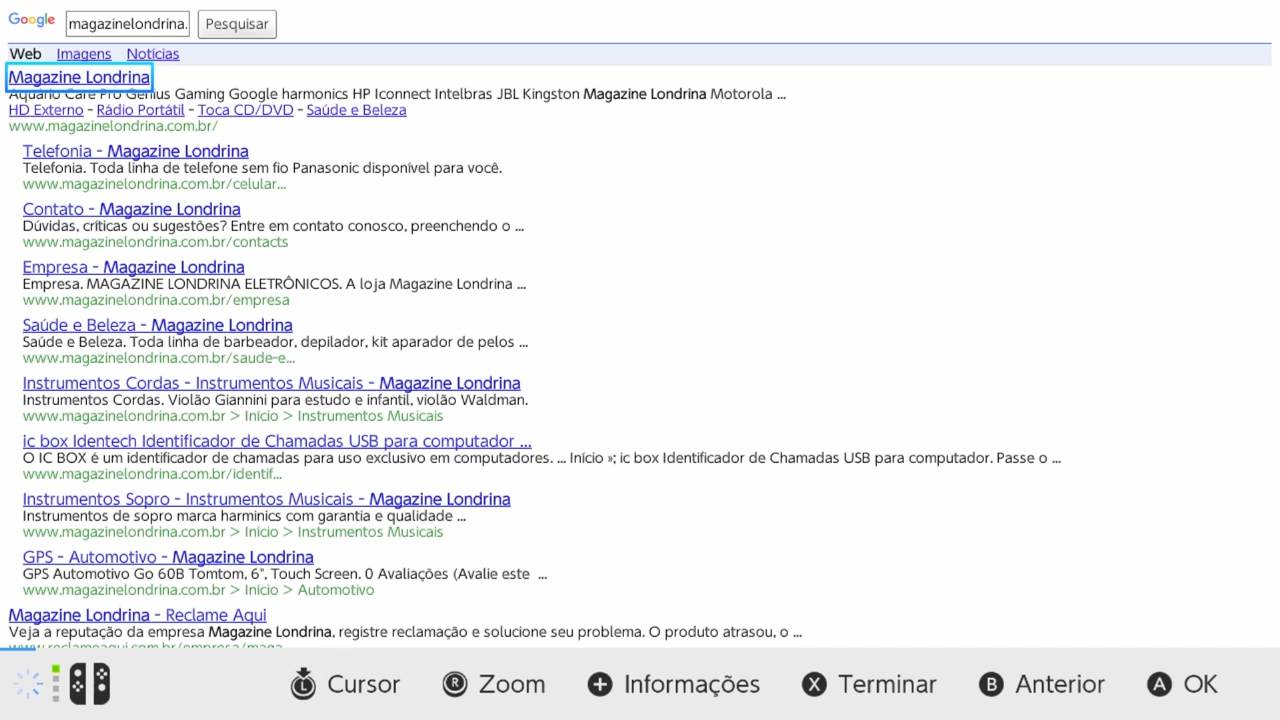 Google magazinelondrina. Pesquisar
Web Imagens Notícias
Magazine Londrina
Aquário Care Pro Genius Gaming Google harmonics HP Iconnect Intelbras JBL Kingston Magazine Londrina Motorola ...
HD Externo - Rádio Portátil - Toca CD/DVD - Saúde e Beleza
www.magazinelondrina.com.br/
Telefonia - Magazine Londrina
Telefonia. Toda linha de telefone sem fio Panasonic disponível para você.
www.magazinelondrina.com.br/celular...
Contato - Magazine Londrina
Dúvidas, críticas ou sugestões? Entre em contato conosco, preenchendo o ...
www.magazinelondrina.com.br/contacts
Empresa - Magazine Londrina
Empresa. MAGAZINE LONDRINA ELETRÔNICOS. A loja Magazine Londrina ...
www.magazinelondrina.com.br/empresa
Saúde e Beleza - Magazine Londrina
Saúde e Beleza. Toda linha de barbeador, depilador, kit aparador de pelos ...
www.magazinelondrina.com.br/saude-e...
Instrumentos Cordas - Instrumentos Musicais - Magazine Londrina
Instrumentos Cordas. Violão Giannini para estudo e infantil, violão Waldman.
www.magazinelondrina.com.br > Início > Instrumentos Musicais
ic box Identech Identificador de Chamadas USB para computador ...
O IC BOX é um identificador de chamadas para uso exclusivo em computadores. ... Início »; ic box Identificador de Chamadas USB para computador. Passe o ...
www.magazinelondrina.com.br/identif...
Instrumentos Sopro - Instrumentos Musicais - Magazine Londrina
Instrumentos de sopro marca harminics com garantia e qualidade ...
www.magazinelondrina.com.br > Início > Instrumentos Musicais
GPS - Automotivo - Magazine Londrina
GPS Automotivo Go 60B Tomtom, 6", Touch Screen. 0 Avaliações (Avalie este ...
www.magazinelondrina.com.br > Início > Automotivo
Magazine Londrina - Reclame Aqui
Veja a reputação da empresa Magazine Londrina, registre reclamação e solucione seu problema. O produto atrasou, o ...
www.reclameaqui.com.br/empresa/maga...
L Cursor R Zoom + Informações X Terminar B Anterior A OK